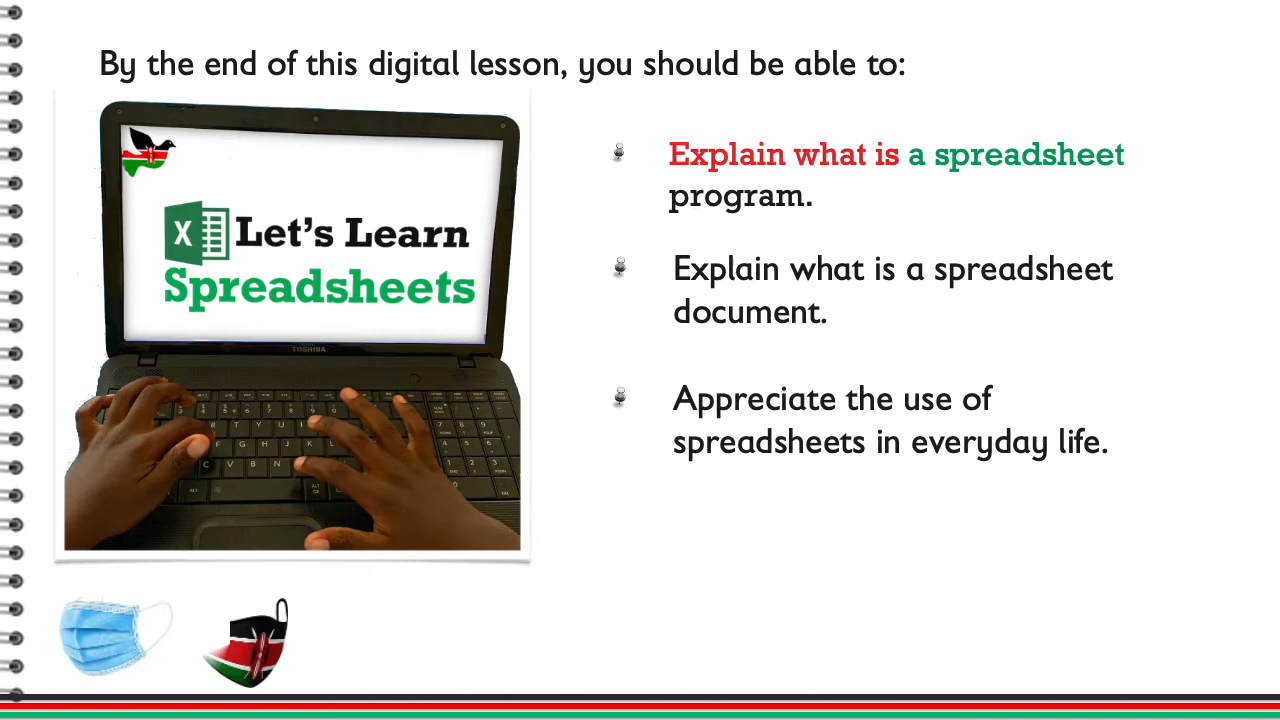 By the end of this digital lesson, you should be able to:
Explain what is a spreadsheet
program.
Explain what is a spreadsheet
document.
Appreciate the use of
spreadsheets in everyday life.
X Let's Learn
Spreadsheets
TOSHIBA